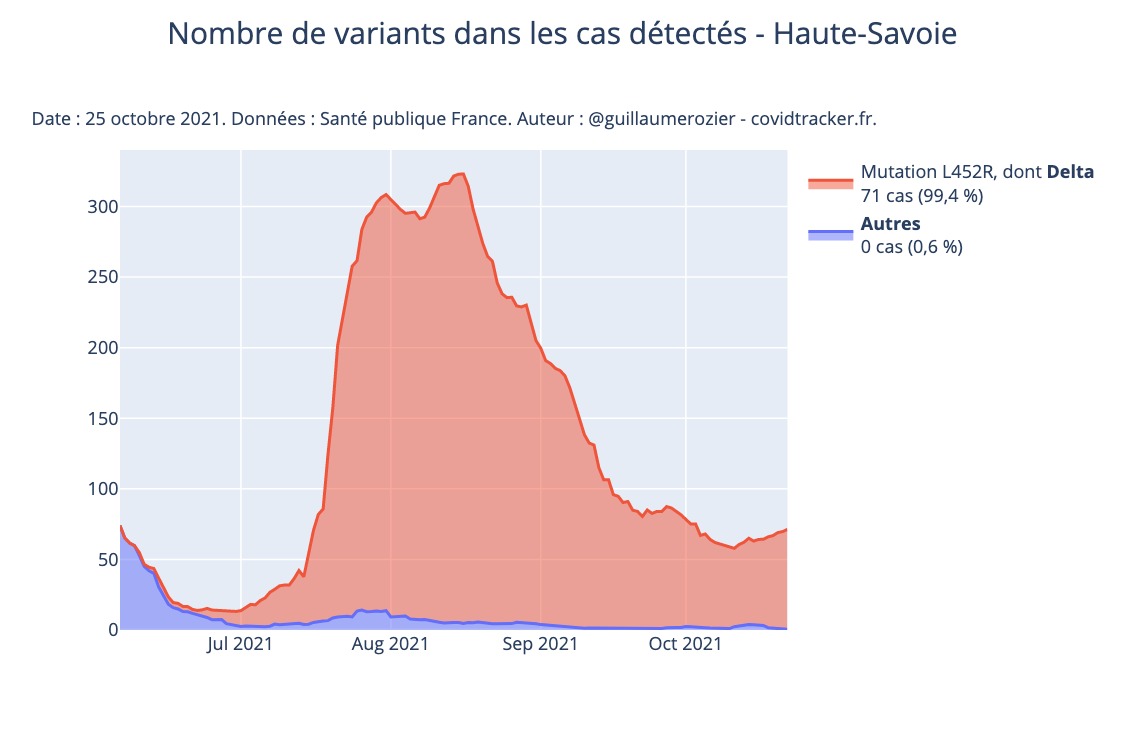 Nombre de variants dans les cas détectés - Haute-Savoie
Date : 25 octobre 2021. Données : Santé publique France. Auteur : @guillaumerozier - covidtracker.fr.
Mutation L452R, dont Delta
71 cas (99,4 %)
Autres
0 cas (0,6 %)
300
250
200
150
100
50
0
Jul 2021
Aug 2021
Sep 2021
Oct 2021